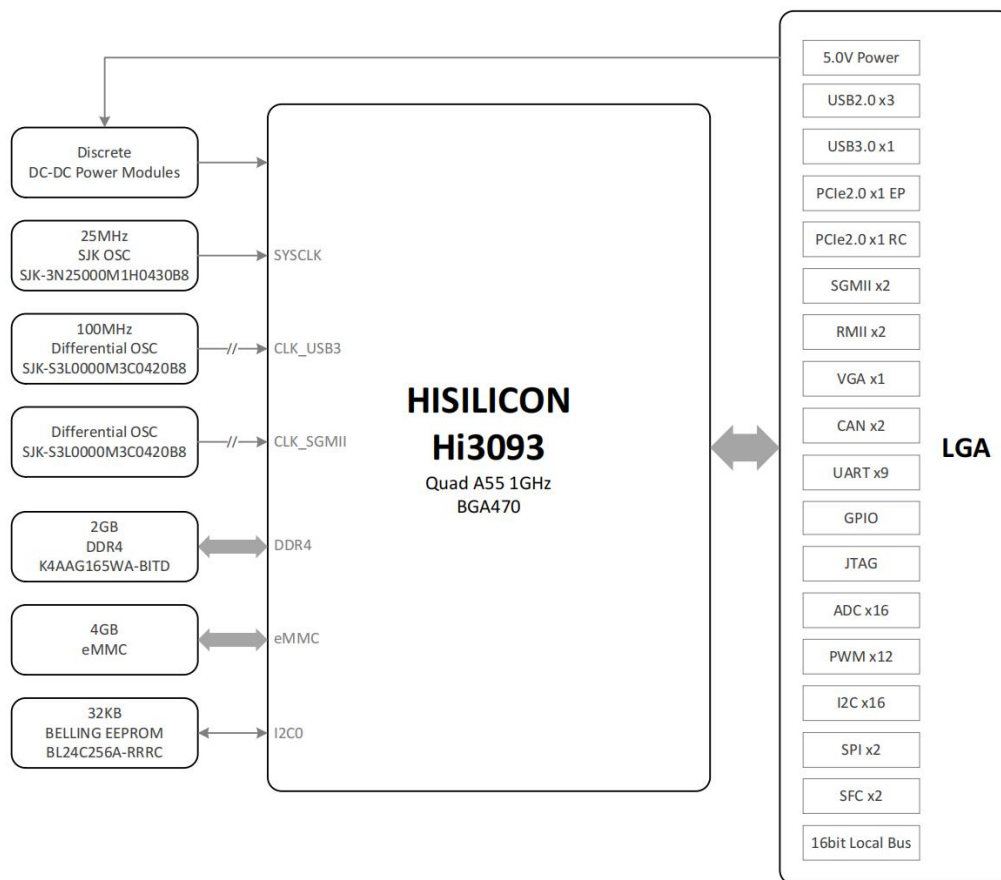 Discrete
DC-DC Power Modules
25MHz
SJK OSC
SJK-3N25000M1H0430B8
100MHz
Differential OSC
SJK-S3L0000M3C0420B8
Differential OSC
SJK-S3L0000M3C0420B8
2GB
DDR4
K4AAG165WA-BITD
4GB
eMMC
32KB
BELLING EEPROM
BL24C256A-RRRC
SYSCLK
CLK_USB3
CLK_SGMII
DDR4
eMMC
I2C0
HISILICON
Hi3093
Quad A55 1GHz
BGA470
5.0V Power
USB2.0 x3
USB3.0 x1
PCIe2.0 x1 EP
PCIe2.0 x1 RC
SGMII x2
RMII x2
VGA x1
CAN x2
UART x9
GPIO
JTAG
ADC x16
PWM x12
I2C x16
SPI x2
SFC x2
16bit Local Bus
LGA